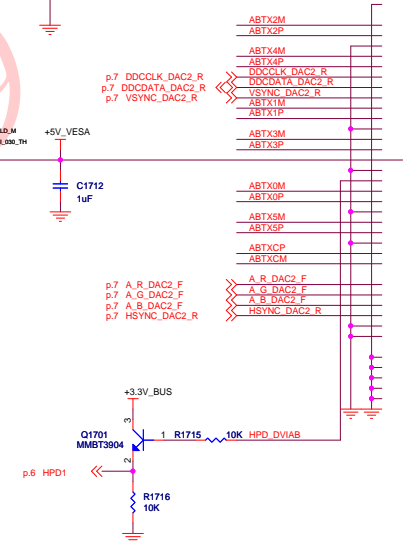 ABTX2M
ABTX2P
ABTX4M
ABTX4P
p.7 DDCCLK_DAC2_R DDCCLK_DAC2_R
p.7 DDCDATA_DAC2_R DDCDATA_DAC2_R
p.7 VSYNC_DAC2_R VSYNC_DAC2_R
ABTX1M
ABTX1P
LD_M +5V_VESA ABTX3M
ABTX3P
ABTX0M
C1712
1uF
ABTX0P
ABTX5M
ABTX5P
ABTXCP
ABTXCM
p.7 A_R_DAC2_F A_R_DAC2_F
p.7 A_G_DAC2_F A_G_DAC2_F
p.7 A_B_DAC2_F A_B_DAC2_F
p.7 HSYNC_DAC2_R HSYNC_DAC2_R
+3.3V_BUS
3
Q1701
MMBT3904
1 R1715 10K HPD_DVIAB
2
p.6 HPD1
R1716
10K